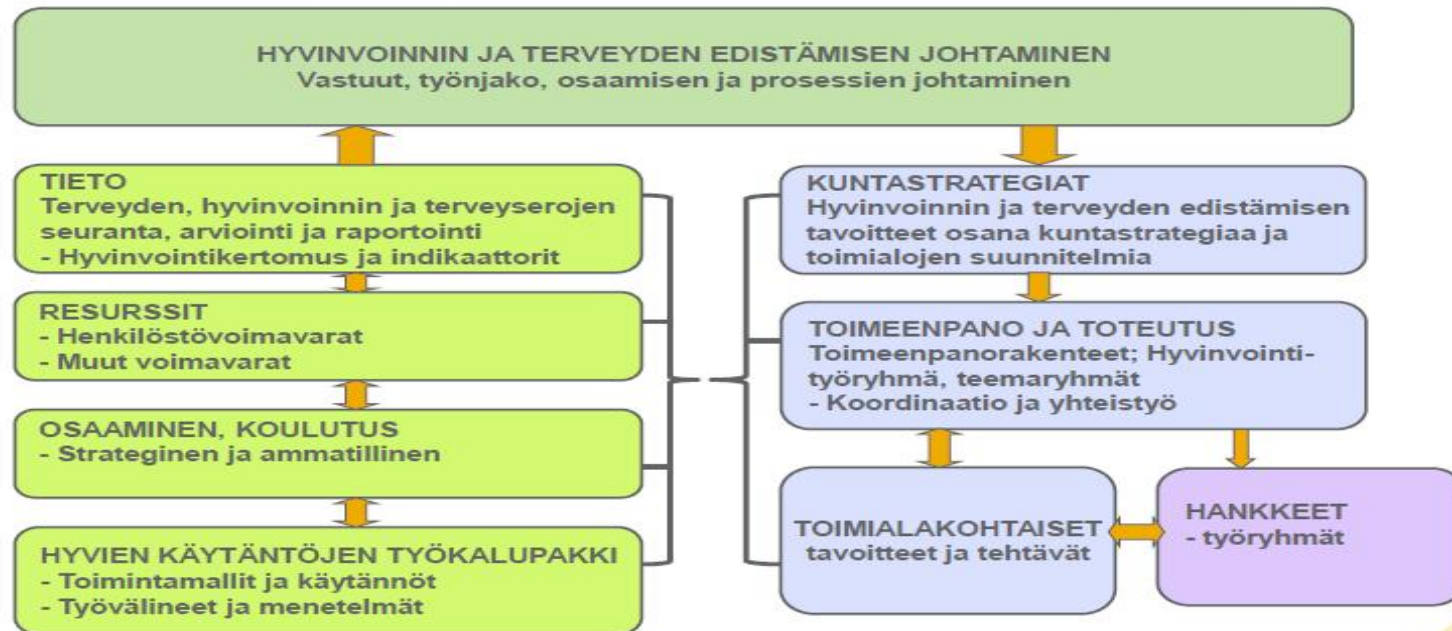 HYVINVOINNIN JA TERVEYDEN EDISTÄMISEN JOHTAMINEN
Vastuut, työnjako, osaamisen ja prosessien johtaminen
TIETO
Terveyden, hyvinvoinnin ja terveyserojen
seuranta, arviointi ja raportointi
- Hyvinvointikertomus ja indikaattorit
RESURSSIT
- Henkilöstövoimavarat
- Muut voimavarat
OSAAMINEN, KOULUTUS
- Strateginen ja ammatillinen
HYVIEN KÄYTÄNTÖJEN TYÖKALUPAKKI
- Toimintamallit ja käytännöt
- Työvälineet ja menetelmät
KUNTASTRATEGIAT
Hyvinvoinnin ja terveyden edistämisen
tavoitteet osana kuntastrategiaa ja
toimialojen suunnitelmia
TOIMEENPANO JA TOTEUTUS
Toimeenpanorakenteet; Hyvinvointi-
työryhmä, teemaryhmät
- Koordinaatio ja yhteistyö
TOIMIALAKOHTAISET
tavoitteet ja tehtävät
HANKKEET
- työryhmät